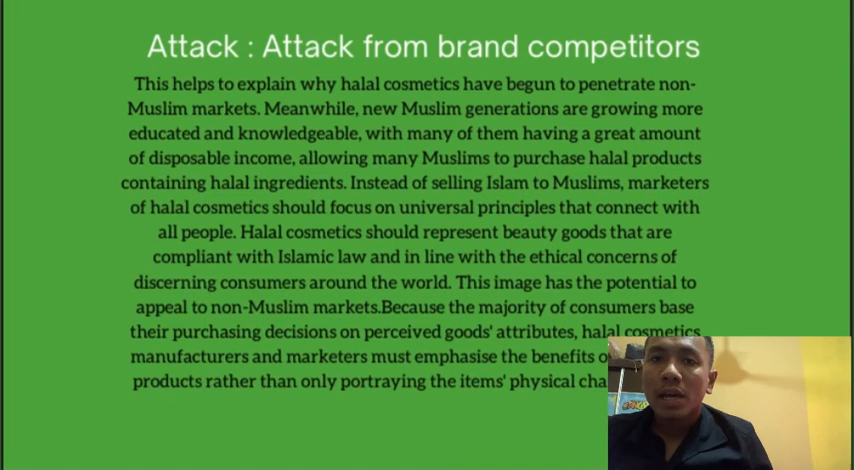 Attack : Attack from brand competitors
This helps to explain why halal cosmetics have begun to penetrate non-
Muslim markets. Meanwhile, new Muslim generations are growing more
educated and knowledgeable, with many of them having a great amount
of disposable income, allowing many Muslims to purchase halal products
containing halal ingredients. Instead of selling Islam to Muslims, marketers
of halal cosmetics should focus on universal principles that connect with
all people. Halal cosmetics should represent beauty goods that are
compliant with Islamic law and in line with the ethical concerns of
discerning consumers around the world. This image has the potential to
appeal to non-Muslim markets.Because the majority of consumers base
their purchasing decisions on perceived goods' attributes, halal cosmetics
manufacturers and marketers must emphasise the benefits
products rather than only portraying the items' physical